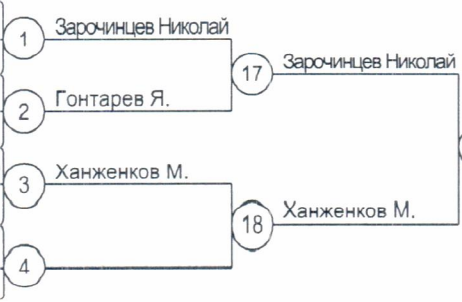 1 Зарочинцев Николай
17 Зарочинцев Николай
2 Гонтарев Я.
3 Ханженков М.
18 Ханженков М.
4